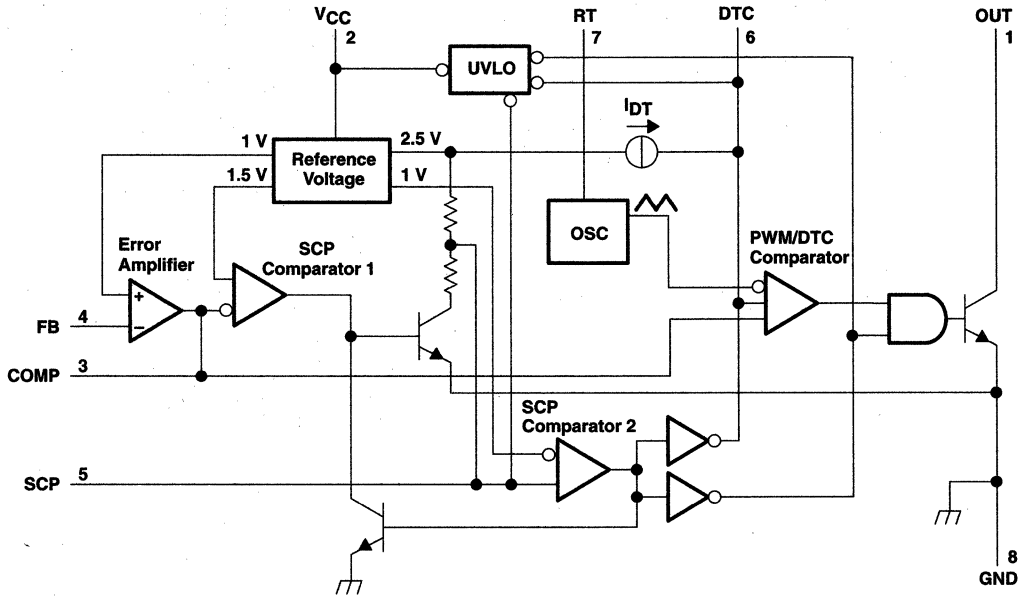 VCC
2
RT
7
DTC
6
OUT
1
UVLO
IDT
1 V
2.5 V
Reference
Voltage
1.5 V
1 V
OSC
Error
Amplifier
SCP
Comparator 1
PWM/DTC
Comparator
+
−
FB
4
COMP
3
SCP
Comparator 2
SCP
5
8
GND